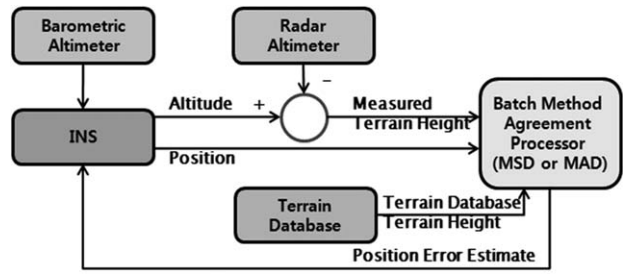 Barometric
Altimeter
Radar
Altimeter
Altitude +
−
Measured
Terrain Height
INS
Position
Batch Method
Agreement
Processor
(MSD or MAD)
Terrain
Database
Terrain Database
Terrain Height
Position Error Estimate